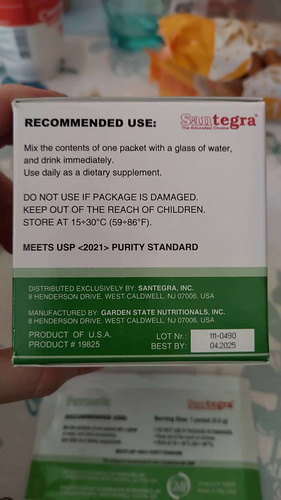 RECOMMENDED USE:
Santegra®
The Educated Choice
Mix the contents of one packet with a glass of water,
and drink immediately.
Use daily as a dietary supplement.
DO NOT USE IF PACKAGE IS DAMAGED.
KEEP OUT OF THE REACH OF CHILDREN.
STORE AT 15÷30°C (59÷86°F).
MEETS USP <2021> PURITY STANDARD
DISTRIBUTED EXCLUSIVELY BY: SANTEGRA, INC.
8 HENDERSON DRIVE, WEST CALDWELL, NJ 07006, USA
MANUFACTURED BY: GARDEN STATE NUTRITIONALS, INC.
8 HENDERSON DRIVE, WEST CALDWELL, NJ 07006, USA
PRODUCT OF U.S.A.
PRODUCT # 19825
LOT Nr.: 111-0490
BEST BY: 04.2025
Santegra
RECOMMENDED USE: